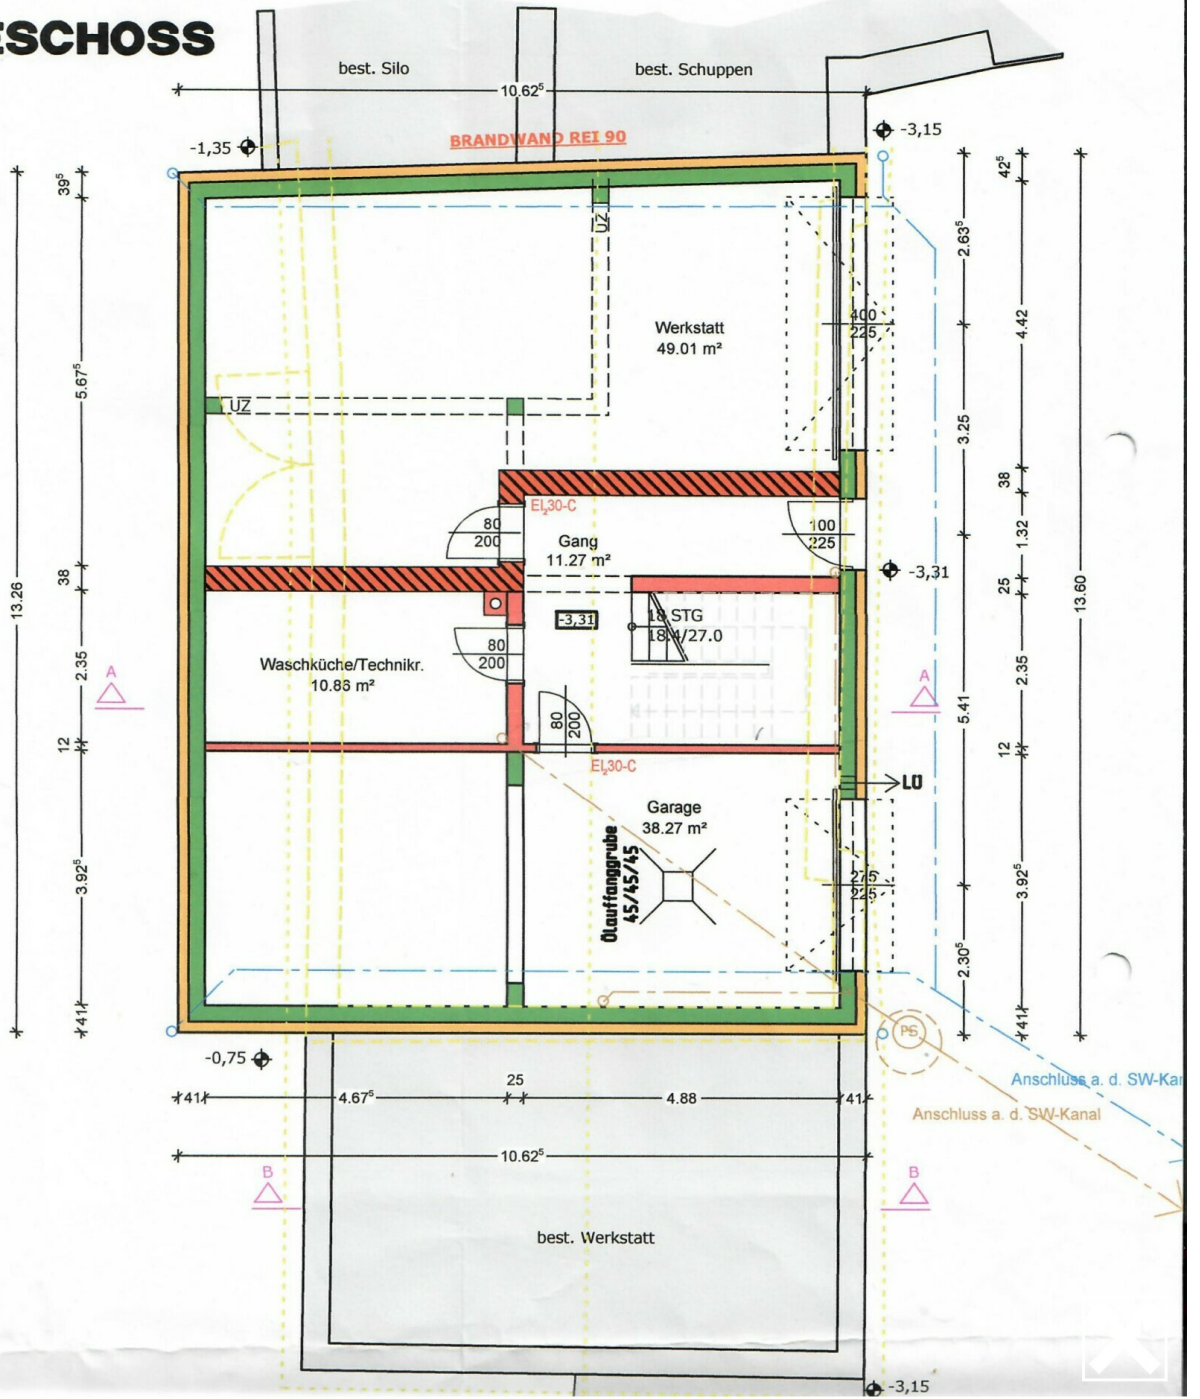 ESCHOSS
best. Silo
best. Schuppen
10.62⁵
BRANDWAND REI 90
-1,35
-3,15
39⁵
42⁵
UZ
2.63⁵
Werkstatt
49.01 m²
400
225
4.42
5.67⁵
UZ
3.25
38
EI₂30-C
80
200
Gang
11.27 m²
100
225
1.32
-3,31
38
25
13.26
13.60
-3,31
18 STG
18.4/27.0
80
200
Waschküche/Technikr.
10.86 m²
2.35
2.35
A
A
5.41
80
200
12
12
EI₂30-C
LÜ
Garage
38.27 m²
Ölauffanggrube
45/45/45
275
225
3.92⁵
3.92⁵
2.30⁵
41
41
PS
-0,75
25
41
4.67⁵
4.88
41
Anschluss a. d. SW-Kan
Anschluss a. d. SW-Kanal
10.62⁵
B
B
best. Werkstatt
-3,15